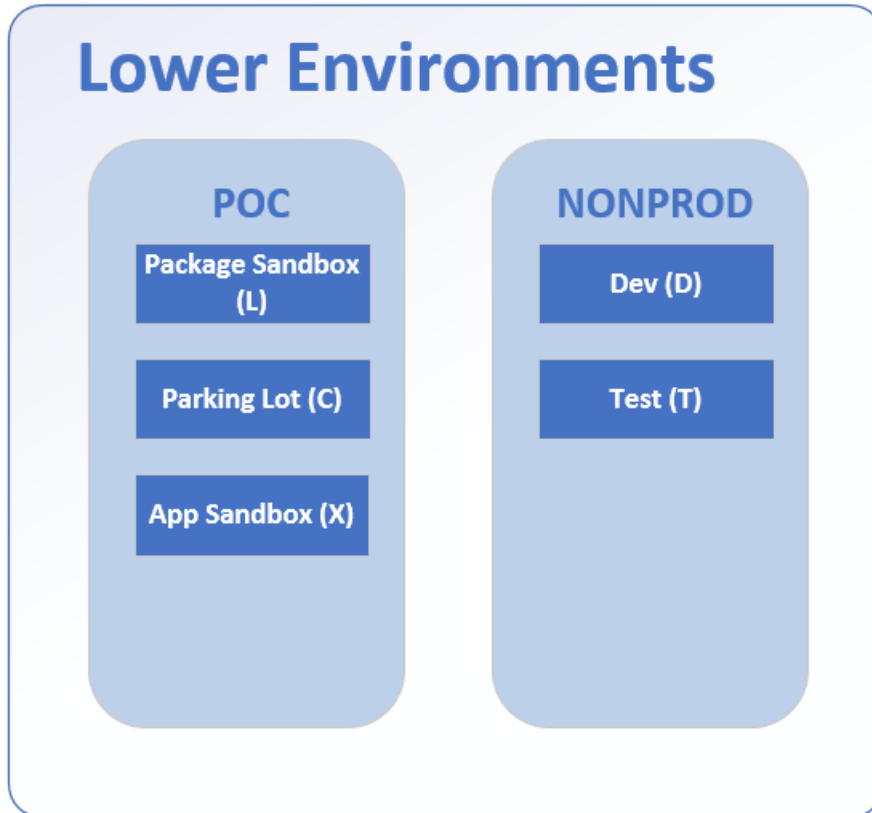 Lower Environments
POC
Package Sandbox
(L)
Parking Lot (C)
App Sandbox (X)
NONPROD
Dev (D)
Test (T)